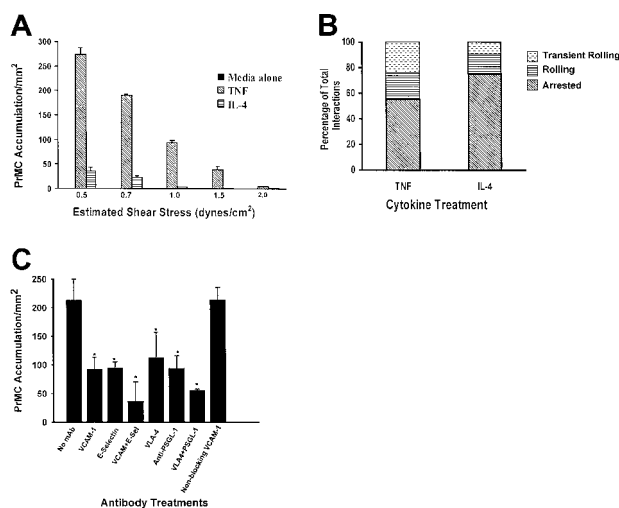 A
PrMC Accumulation/mm²
300
250
200
150
100
50
0
Media alone
TNF
IL-4
0.5
0.7
1.0
1.5
2.0
Estimated Shear Stress (dynes/cm²)
B
Percentage of Total
Interactions
100
80
60
40
20
0
Transient Rolling
Rolling
Arrested
TNF
IL-4
Cytokine Treatment
C
PrMC Accumulation/mm²
250
200
150
100
50
0
* * * * * *
No mAb
VCAM-1
E-Selectin
VCAM+E-Sel
VLA-4
Anti-PSGL-1
VLA4+PSGL-1
Non-blocking VCAM-1
Antibody Treatments